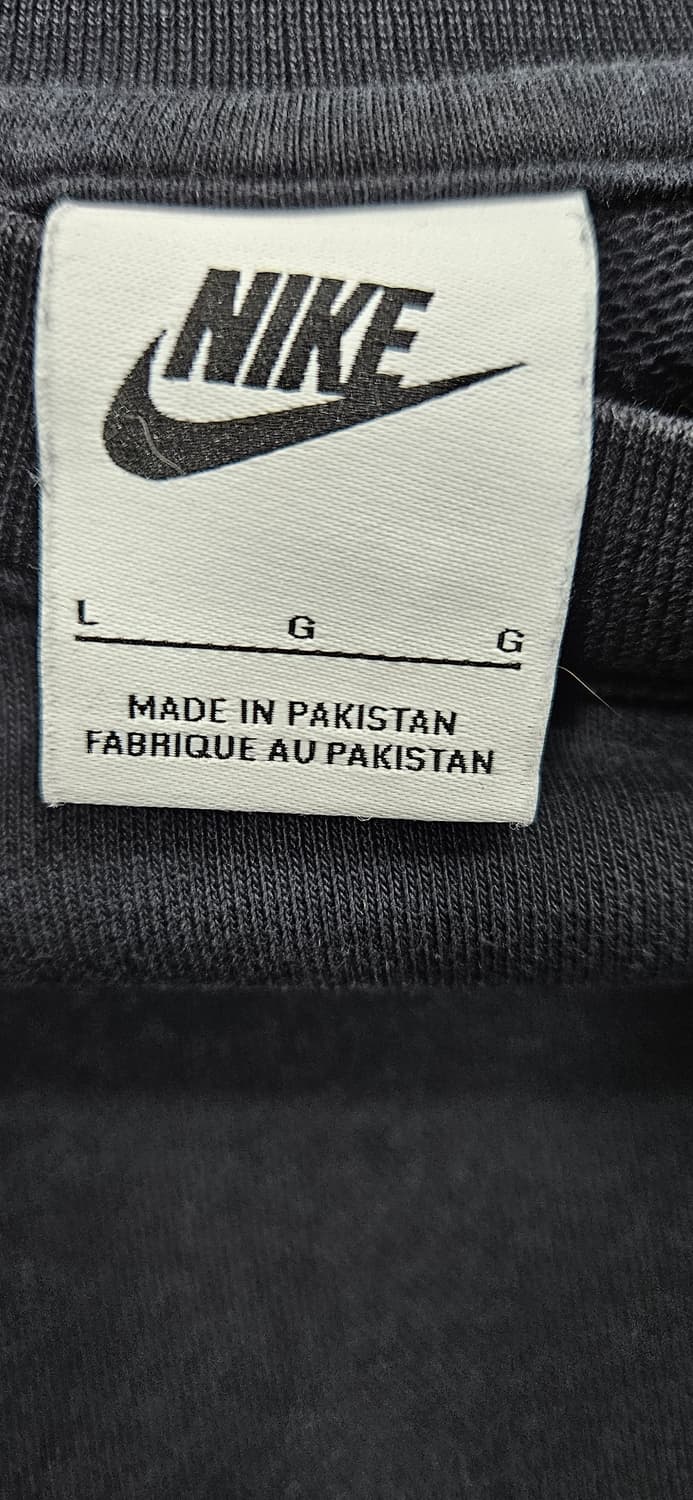 NIKE
L G G
MADE IN PAKISTAN
FABRIQUE AU PAKISTAN